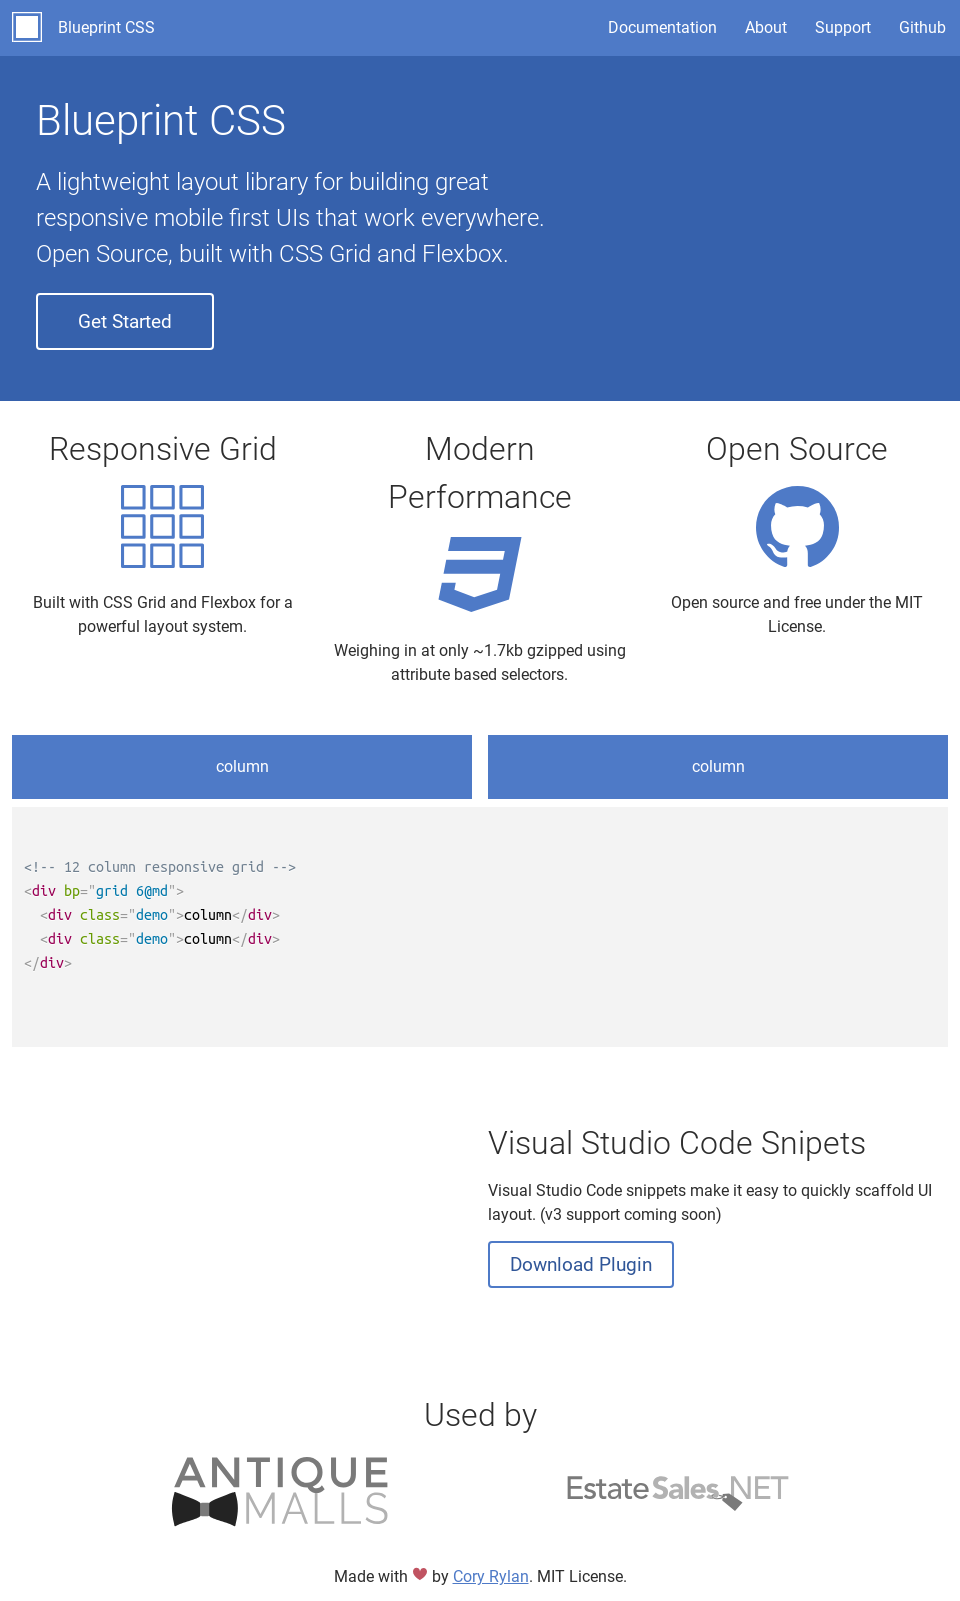 Blueprint CSS
Documentation About Support Github
Blueprint CSS
A lightweight layout library for building great
responsive mobile first UIs that work everywhere.
Open Source, built with CSS Grid and Flexbox.
Get Started
Responsive Grid
Built with CSS Grid and Flexbox for a
powerful layout system.
Modern
Performance
Weighing in at only ~1.7kb gzipped using
attribute based selectors.
Open Source
Open source and free under the MIT
License.
column column
<!-- 12 column responsive grid -->
<div bp="grid 6@md">
  <div class="demo">column</div>
  <div class="demo">column</div>
</div>
Visual Studio Code Snipets
Visual Studio Code snippets make it easy to quickly scaffold UI
layout. (v3 support coming soon)
Download Plugin
Used by
ANTIQUE
MALLS
EstateSales.NET
Made with ♥ by Cory Rylan. MIT License.